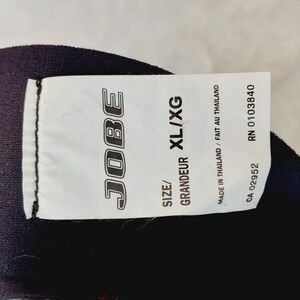 JOBE
SIZE/
GRANDEUR XL/XG
MADE IN THAILAND / FAIT AU THAILAND
CA 02952 RN 0103840